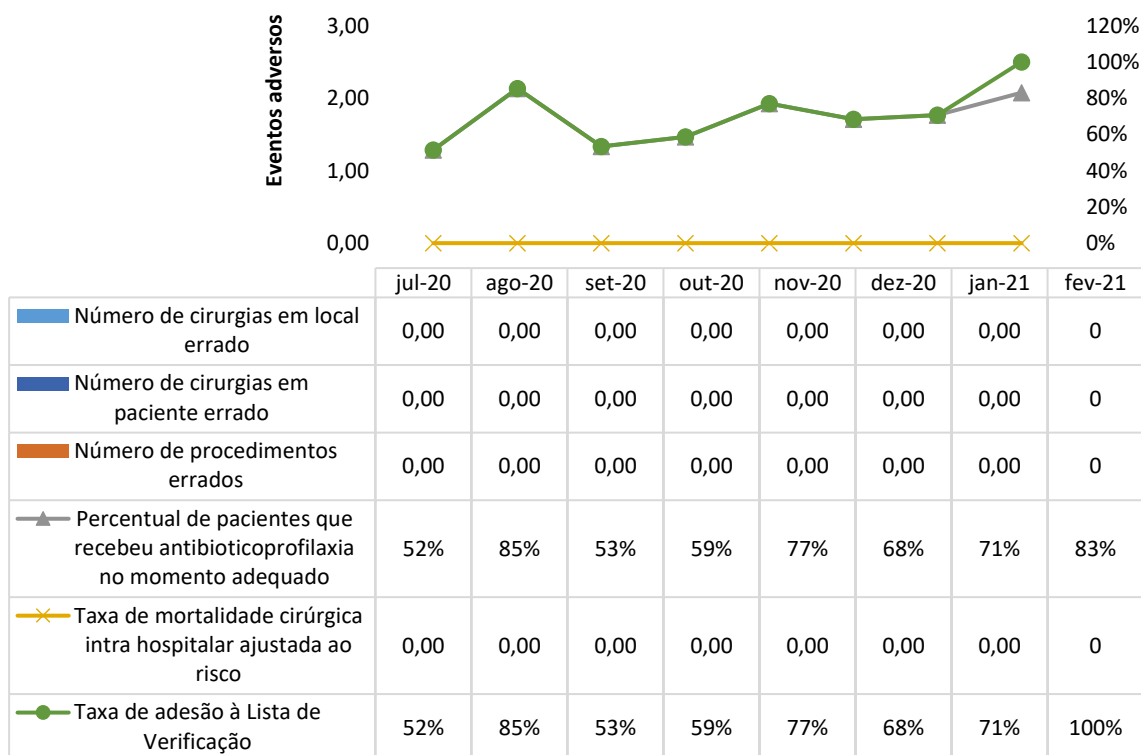 Eventos adversos
3,00
2,00
1,00
0,00
120%
100%
80%
60%
40%
20%
0%
jul-20 ago-20 set-20 out-20 nov-20 dez-20 jan-21 fev-21
Número de cirurgias em local
errado
0,00 0,00 0,00 0,00 0,00 0,00 0,00 0
Número de cirurgias em
paciente errado
0,00 0,00 0,00 0,00 0,00 0,00 0,00 0
Número de procedimentos
errados
0,00 0,00 0,00 0,00 0,00 0,00 0,00 0
Percentual de pacientes que
recebeu antibioticoprofilaxia
no momento adequado
52% 85% 53% 59% 77% 68% 71% 83%
Taxa de mortalidade cirúrgica
intra hospitalar ajustada ao
risco
0,00 0,00 0,00 0,00 0,00 0,00 0,00 0
Taxa de adesão à Lista de
Verificação
52% 85% 53% 59% 77% 68% 71% 100%